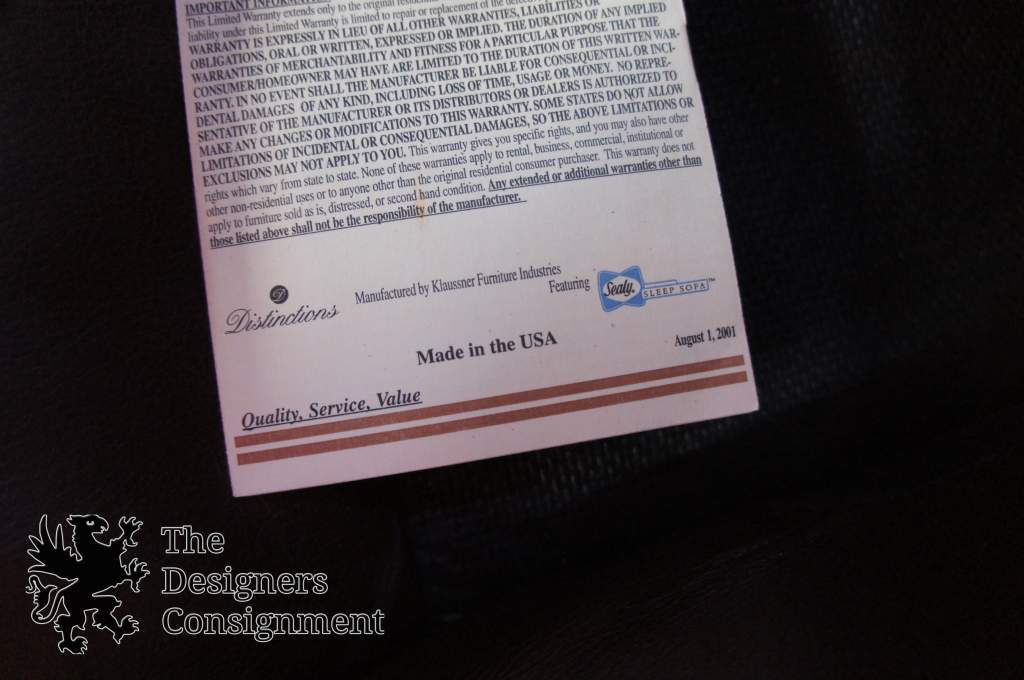 IMPORTANT INFORMATION
This Limited Warranty extends only to the original
liability under this Limited Warranty is limited to repair or replacement of the
WARRANTY IS EXPRESSLY IN LIEU OF ALL OTHER WARRANTIES, LIABILITIES OR
OBLIGATIONS, ORAL OR WRITTEN, EXPRESSED OR IMPLIED. THE DURATION OF ANY IMPLIED
WARRANTIES OF MERCHANTABILITY AND FITNESS FOR A PARTICULAR PURPOSE THAT THE
CONSUMER/HOMEOWNER MAY HAVE ARE LIMITED TO THE DURATION OF THIS WRITTEN WAR-
RANTY. IN NO EVENT SHALL THE MANUFACTURER BE LIABLE FOR CONSEQUENTIAL OR INCI-
DENTAL DAMAGES OF ANY KIND, INCLUDING LOSS OF TIME, USAGE OR MONEY. NO REPRE-
SENTATIVE OF THE MANUFACTURER OR ITS DISTRIBUTORS OR DEALERS IS AUTHORIZED TO
MAKE ANY CHANGES OR MODIFICATIONS TO THIS WARRANTY. SOME STATES DO NOT ALLOW
LIMITATIONS OF INCIDENTAL OR CONSEQUENTIAL DAMAGES, SO THE ABOVE LIMITATIONS OR
EXCLUSIONS MAY NOT APPLY TO YOU. This warranty gives you specific rights, and you may also have other
rights which vary from state to state. None of these warranties apply to rental, business, commercial, institutional or
other non-residential uses or to anyone other than the original residential consumer purchaser. This warranty does not
apply to furniture sold as is, distressed, or second hand condition. Any extended or additional warranties other than
those listed above shall not be the responsibility of the manufacturer.
D
Distinctions
Manufactured by Klaussner Furniture Industries
Featuring
Sealy.
SLEEP SOFA™
Made in the USA
August 1, 2001
Quality, Service, Value
The
Designers
Consignment